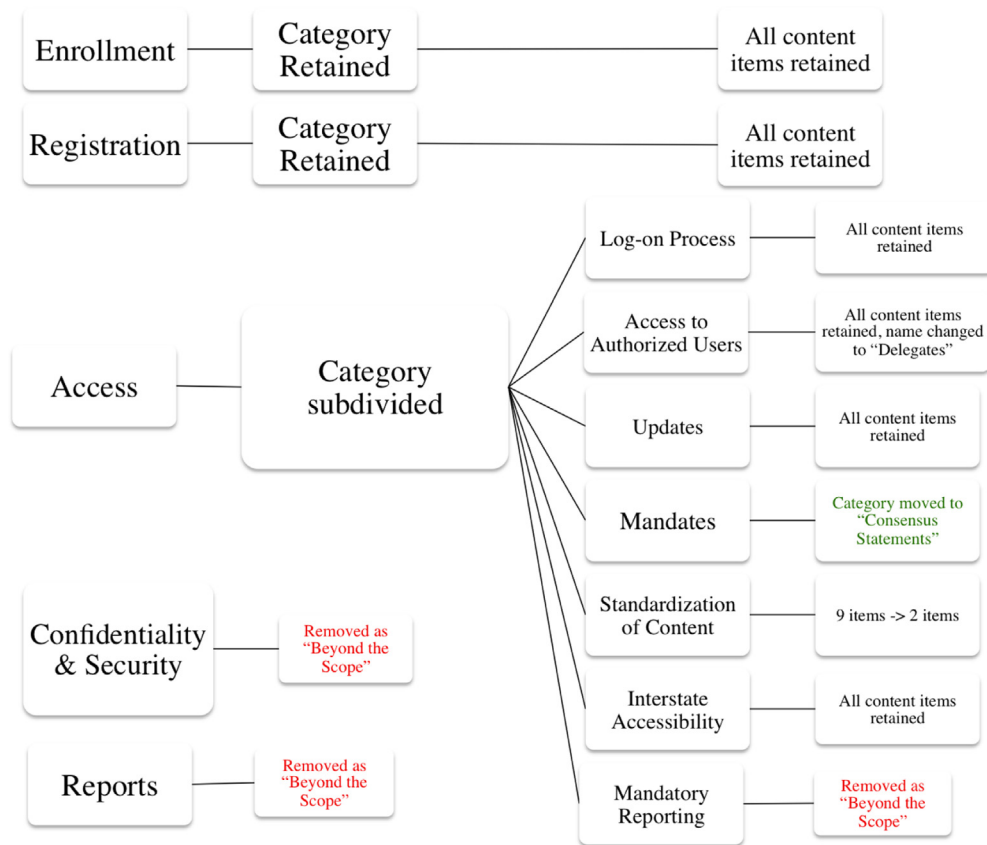 Enrollment
Category
Retained
All content
items retained
Registration
Category
Retained
All content
items retained
Access
Category
subdivided
Log-on Process
All content items
retained
Access to
Authorized Users
All content items
retained, name changed
to “Delegates”
Updates
All content items
retained
Mandates
Category moved to
“Consensus
Statements”
Standardization
of Content
9 items -> 2 items
Interstate
Accessibility
All content items
retained
Mandatory
Reporting
Removed as
“Beyond the
Scope”
Confidentiality
& Security
Removed as
“Beyond the
Scope”
Reports
Removed as
“Beyond the
Scope”